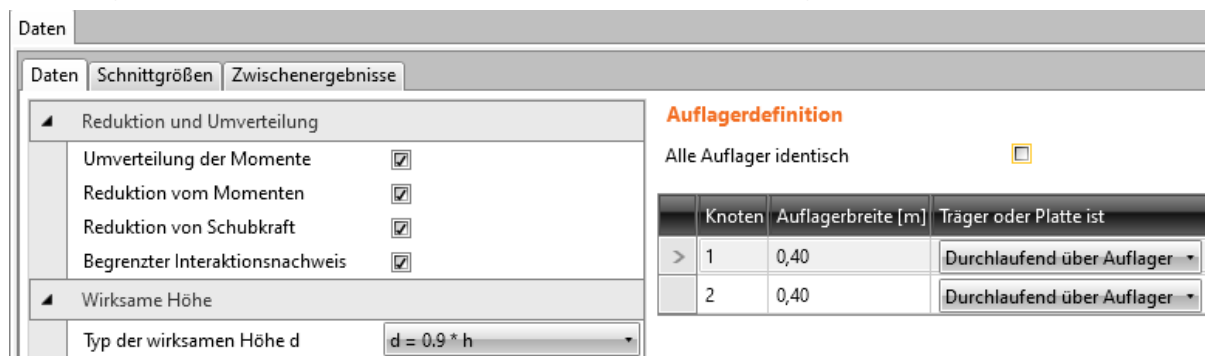 Daten
Daten Schnittgrößen Zwischenergebnisse
Reduktion und Umverteilung
Umverteilung der Momente
Reduktion vom Momenten
Reduktion von Schubkraft
Begrenzter Interaktionsnachweis
Wirksame Höhe
Typ der wirksamen Höhe d d = 0.9 * h
Auflagerdefinition
Alle Auflager identisch
Knoten Auflagerbreite [m] Träger oder Platte ist
1 0,40 Durchlaufend über Auflager
2 0,40 Durchlaufend über Auflager